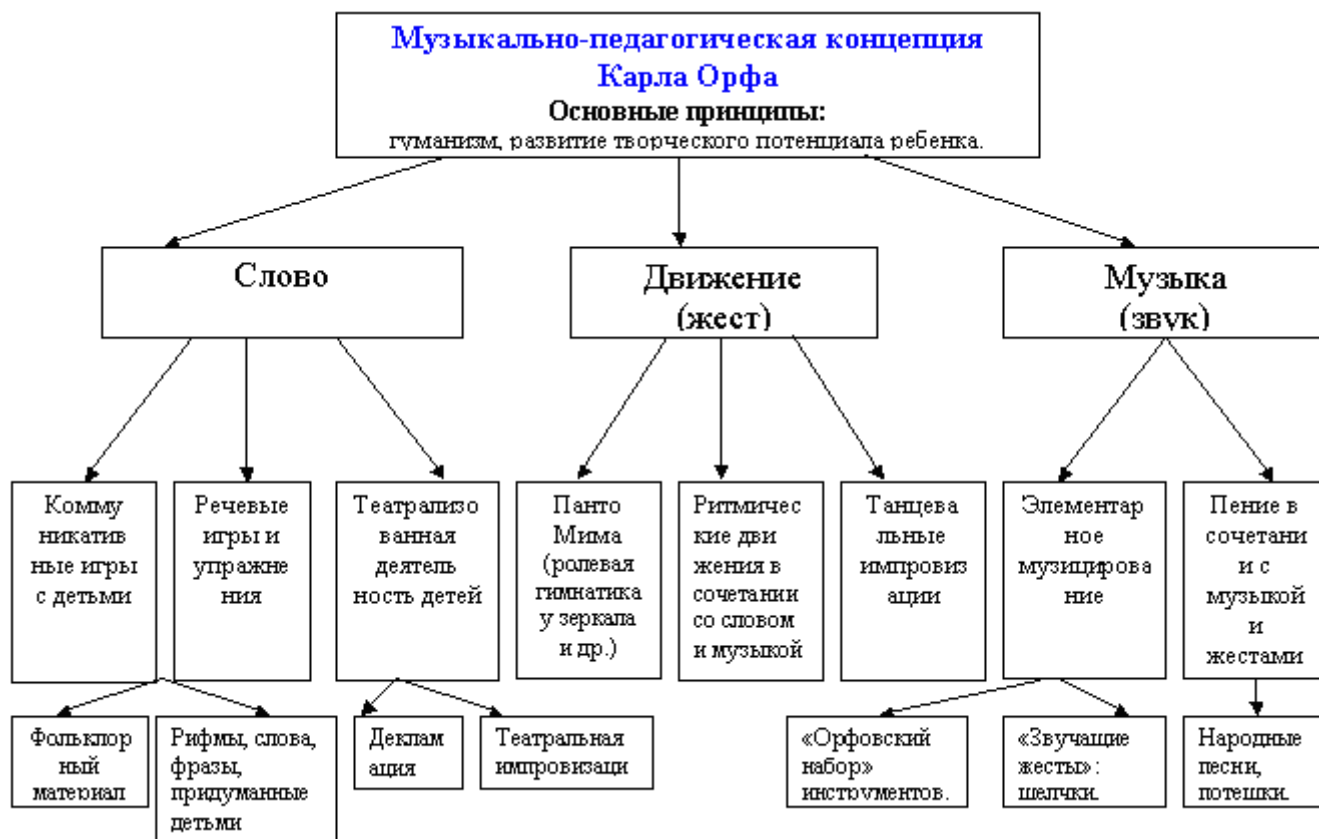 Музыкально-педагогическая концепция
Карла Орфа
Основные принципы:
гуманизм, развитие творческого потенциала ребенка.
Слово
Движение
(жест)
Музыка
(звук)
Комму
никатив
ные игры
с детьми
Речевые
игры и
упражне
ния
Театрализо
ванная
деятель
ность детей
Панто
Мима
(ролевая
гимнатика
у зеркала
и др.)
Ритмичес
кие дви
жения в
сочетании
со словом
и музыкой
Танцева
льные
импровиз
ации
Элементар
ное
музицирова
ние
Пение в
сочетани
и с
музыкой
и
жестами
Фольклор
ный
материал
Рифмы, слова,
фразы,
придуманные
детьми
Деклам
ация
Театральная
импровизаци
«Орфовский
набор»
инструментов.
«Звучащие
жесты»:
щелчки.
Народные
песни,
потешки.